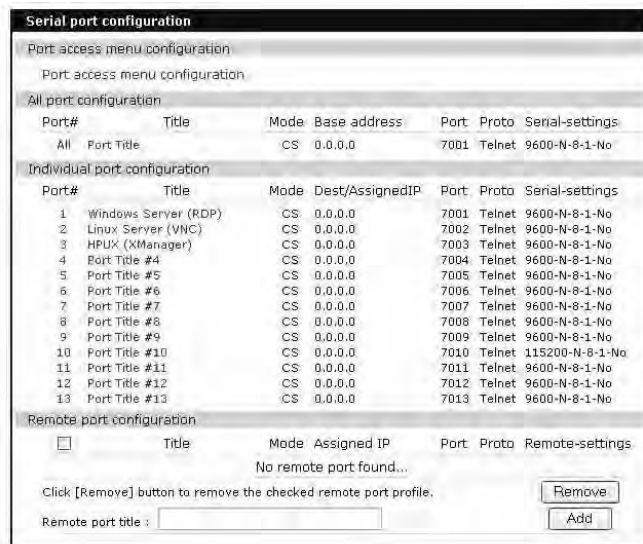 Serial port configuration
Port access menu configuration
Port access menu configuration
All port configuration
Port# Title Mode Base address Port Proto Serial-settings
All Port Title CS 0.0.0.0 7001 Telnet 9600-N-8-1-No
Individual port configuration
Port# Title Mode Dest/AssignedIP Port Proto Serial-settings
1 Windows Server (RDP) CS 0.0.0.0 7001 Telnet 9600-N-8-1-No
2 Linux Server (VNC) CS 0.0.0.0 7002 Telnet 9600-N-8-1-No
3 HPUX (XManager) CS 0.0.0.0 7003 Telnet 9600-N-8-1-No
4 Port Title #4 CS 0.0.0.0 7004 Telnet 9600-N-8-1-No
5 Port Title #5 CS 0.0.0.0 7005 Telnet 9600-N-8-1-No
6 Port Title #6 CS 0.0.0.0 7006 Telnet 9600-N-8-1-No
7 Port Title #7 CS 0.0.0.0 7007 Telnet 9600-N-8-1-No
8 Port Title #8 CS 0.0.0.0 7008 Telnet 9600-N-8-1-No
9 Port Title #9 CS 0.0.0.0 7009 Telnet 9600-N-8-1-No
10 Port Title #10 CS 0.0.0.0 7010 Telnet 115200-N-8-1-No
11 Port Title #11 CS 0.0.0.0 7011 Telnet 9600-N-8-1-No
12 Port Title #12 CS 0.0.0.0 7012 Telnet 9600-N-8-1-No
13 Port Title #13 CS 0.0.0.0 7013 Telnet 9600-N-8-1-No
Remote port configuration
Title Mode Assigned IP Port Proto Remote-settings
No remote port found...
Click [Remove] button to remove the checked remote port profile. Remove
Remote port title : Add